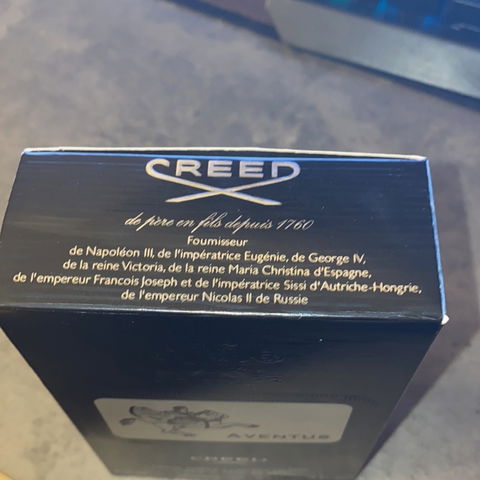 CREED
de père en fils depuis 1760
Fournisseur
de Napoléon III, de l'impératrice Eugénie, de George IV,
de la reine Victoria, de la reine Maria Christina d'Espagne,
de l'empereur Francois Joseph et de l'impératrice Sissi d'Autriche-Hongrie,
de l'empereur Nicolas II de Russie
AVENTUS
CREED